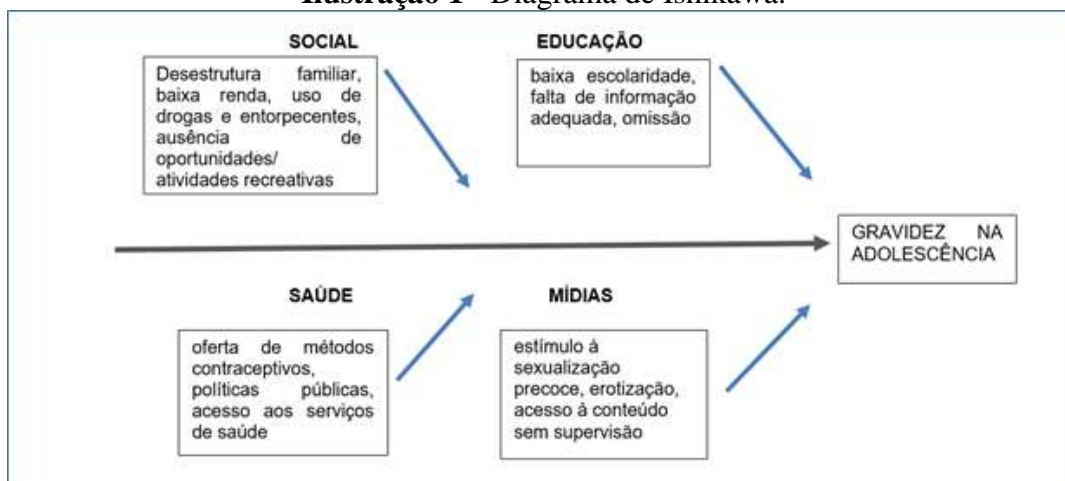 Ilustração 1 - Diagrama de Ishikawa.
SOCIAL
Desestrutura familiar,
baixa renda, uso de
drogas e entorpecentes,
ausência de
oportunidades/
atividades recreativas
EDUCAÇÃO
baixa escolaridade,
falta de informação
adequada, omissão
GRAVIDEZ NA
ADOLESCÊNCIA
SAÚDE
oferta de métodos
contraceptivos,
políticas públicas,
acesso aos serviços
de saúde
MÍDIAS
estímulo à
sexualização
precoce, erotização,
acesso à conteúdo
sem supervisão